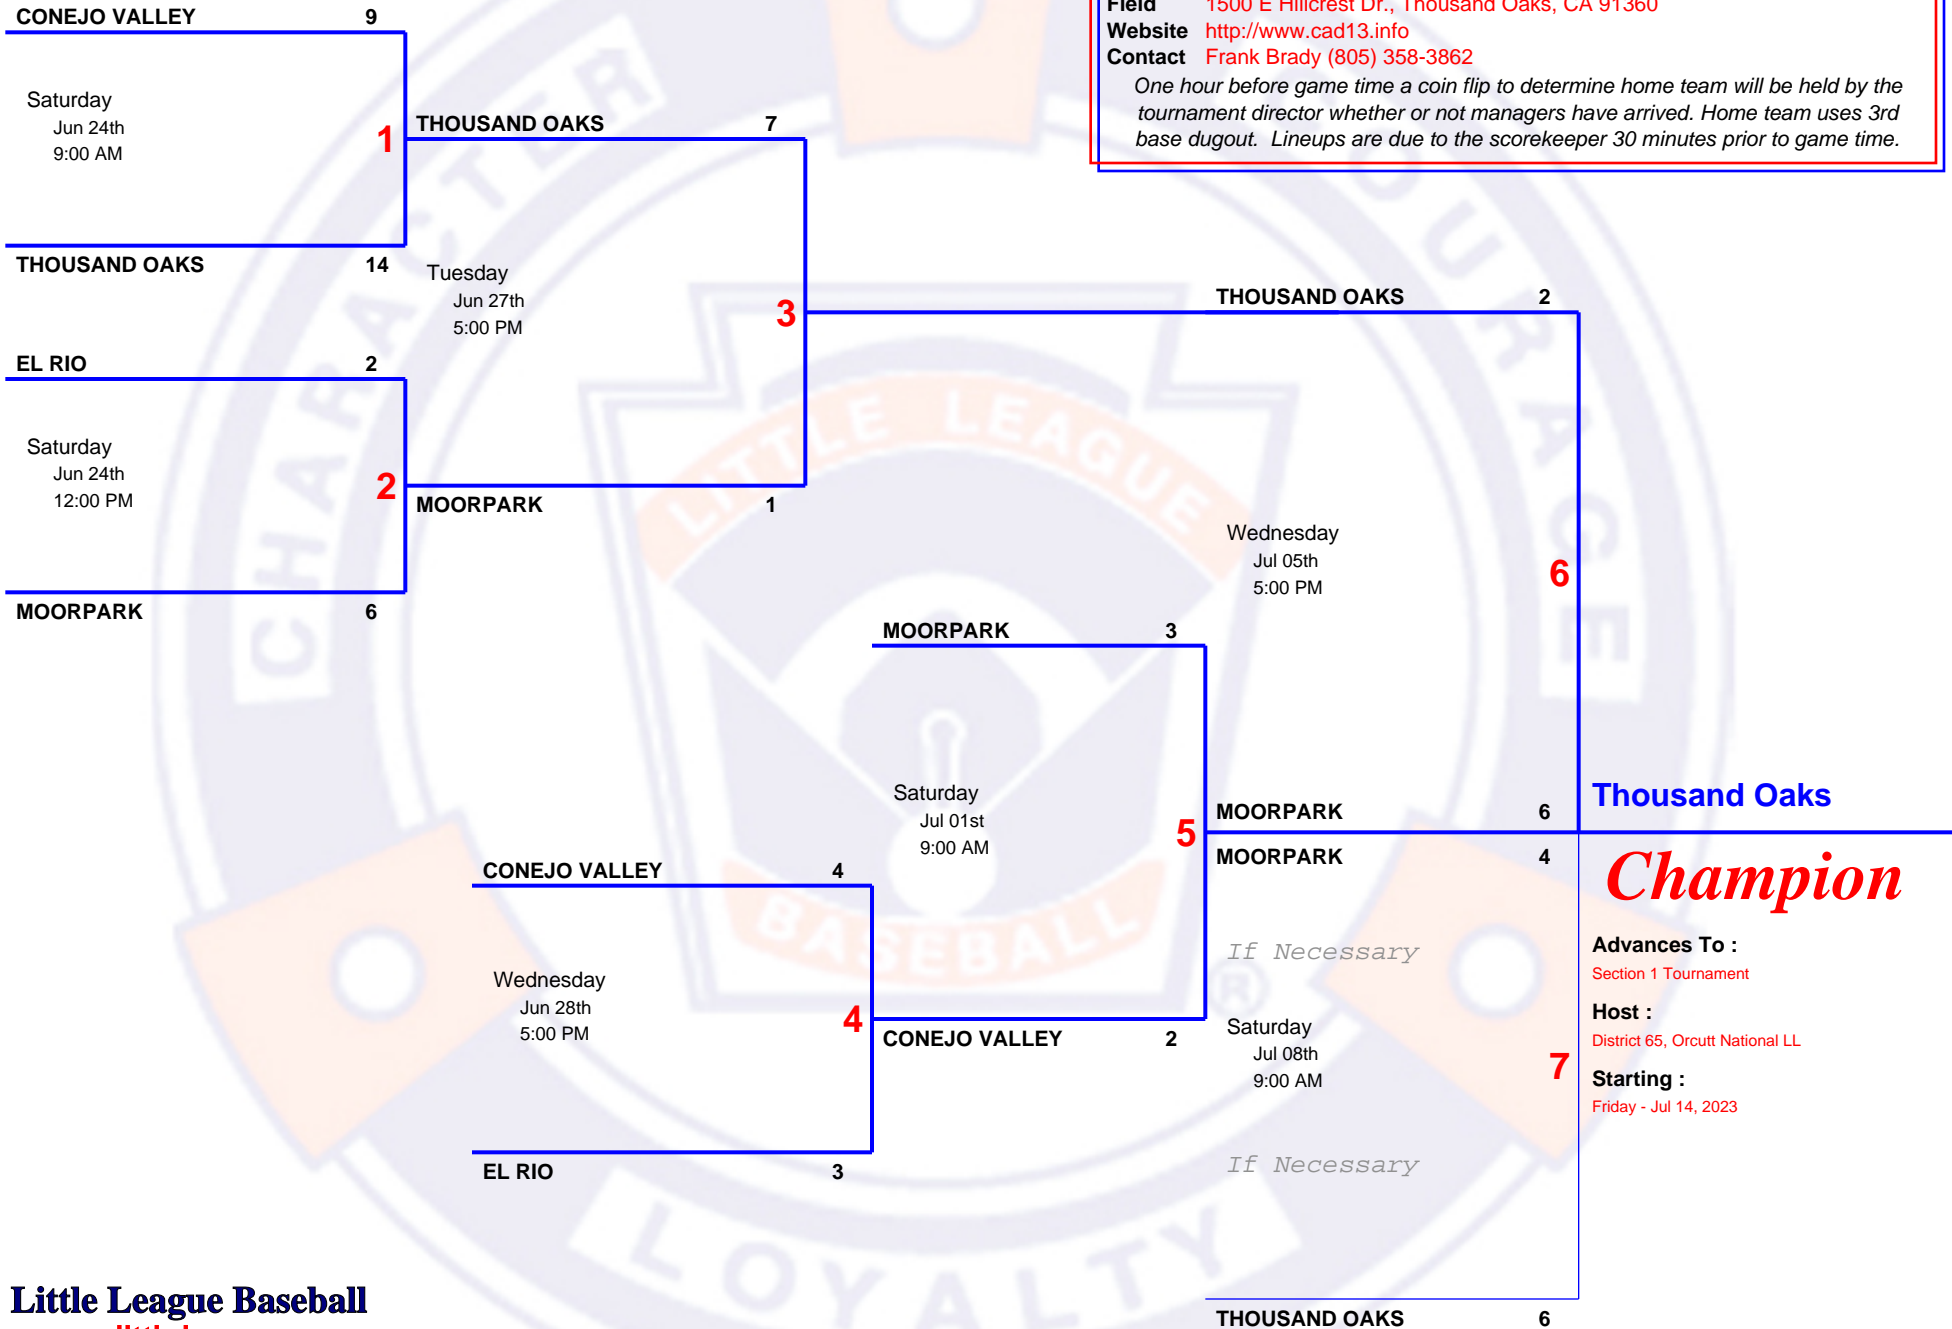 CONEJO VALLEY 9
Field 1500 E Hillcrest Dr., Thousand Oaks, CA 91360
Website http://www.cad13.info
Contact Frank Brady (805) 358-3862
One hour before game time a coin flip to determine home team will be held by the
tournament director whether or not managers have arrived. Home team uses 3rd
base dugout. Lineups are due to the scorekeeper 30 minutes prior to game time.
Saturday
Jun 24th
9:00 AM
1
THOUSAND OAKS 7
THOUSAND OAKS 14
Tuesday
Jun 27th
5:00 PM
3
THOUSAND OAKS 2
EL RIO 2
Saturday
Jun 24th
12:00 PM
2
MOORPARK 1
MOORPARK 6
Wednesday
Jul 05th
5:00 PM
6
MOORPARK 3
Saturday
Jul 01st
9:00 AM
5
MOORPARK 6
MOORPARK 4
Thousand Oaks
Champion
CONEJO VALLEY 4
Wednesday
Jun 28th
5:00 PM
4
CONEJO VALLEY 2
EL RIO 3
If Necessary
Saturday
Jul 08th
9:00 AM
7
If Necessary
Advances To :
Section 1 Tournament
Host :
District 65, Orcutt National LL
Starting :
Friday - Jul 14, 2023
THOUSAND OAKS 6
Little League Baseball
CHARACTER
COURAGE
LOYALTY
LITTLE LEAGUE
BASEBALL
®